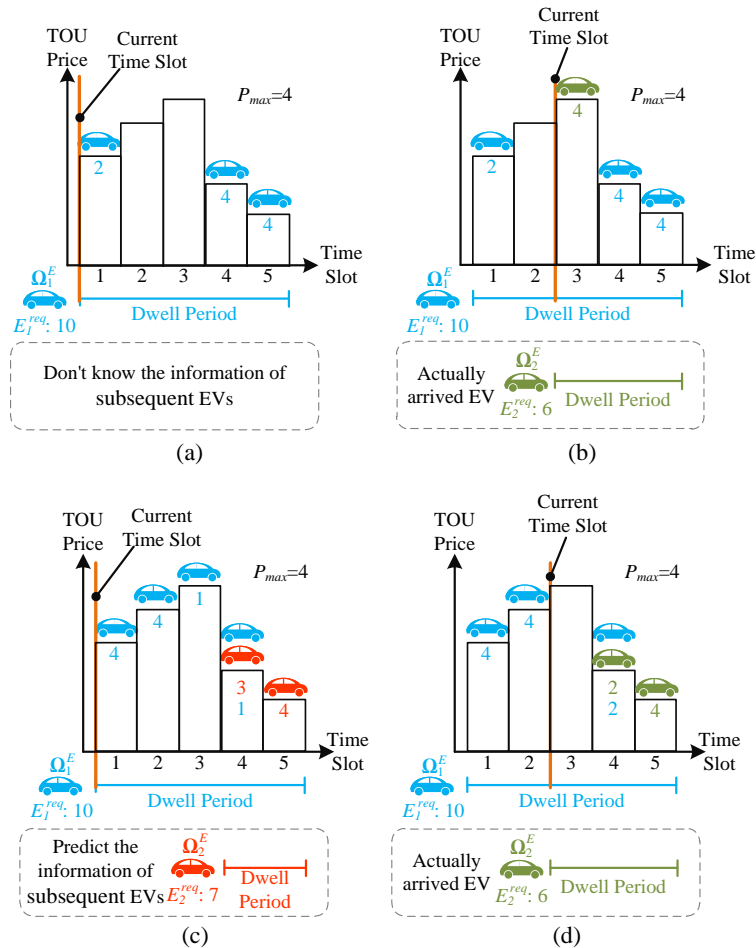 TOU
Price
Current
Time Slot
P_max=4
2
4
4
Time
Slot
1 2 3 4 5
Ω_1^E
E_1^req: 10
Dwell Period
Don't know the information of
subsequent EVs
(a)
TOU
Price
Current
Time Slot
P_max=4
4
2
4
4
Time
Slot
1 2 3 4 5
Ω_1^E
E_1^req: 10
Dwell Period
Actually
arrived EV
Ω_2^E
E_2^req: 6
Dwell Period
(b)
TOU
Price
Current
Time Slot
P_max=4
4
4
1
3
1
4
Time
Slot
1 2 3 4 5
Ω_1^E
E_1^req: 10
Dwell Period
Predict the
information of
subsequent EVs
Ω_2^E
E_2^req: 7
Dwell
Period
(c)
TOU
Price
Current
Time Slot
P_max=4
4
4
2
2
4
Time
Slot
1 2 3 4 5
Ω_1^E
E_1^req: 10
Dwell Period
Actually
arrived EV
Ω_2^E
E_2^req: 6
Dwell Period
(d)